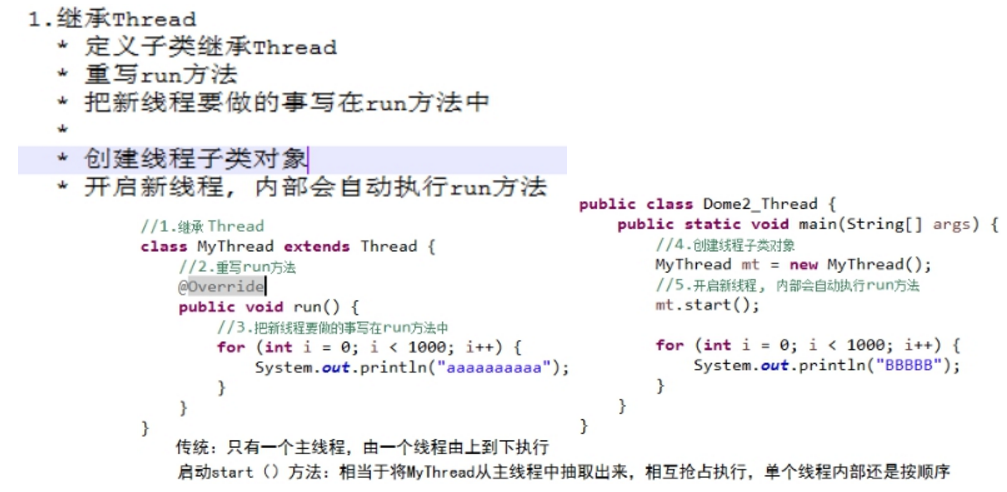 1.继承Thread
* 定义子类继承Thread
* 重写run方法
* 把新线程要做的事写在run方法中
*
* 创建线程子类对象
* 开启新线程, 内部会自动执行run方法
//1.继承 Thread
class MyThread extends Thread {
//2.重写run方法
@Override
public void run() {
//3.把新线程要做的事写在run方法中
for (int i = 0; i < 1000; i++) {
System.out.println("aaaaaaaaaa");
}
}
}
public class Dome2_Thread {
public static void main(String[] args) {
//4.创建线程子类对象
MyThread mt = new MyThread();
//5.开启新线程, 内部会自动执行run方法
mt.start();
for (int i = 0; i < 1000; i++) {
System.out.println("BBBBB");
}
}
}
传统：只有一个主线程，由一个线程由上到下执行
启动start（）方法：相当于将MyThread从主线程中抽取出来，相互抢占执行，单个线程内部还是按顺序